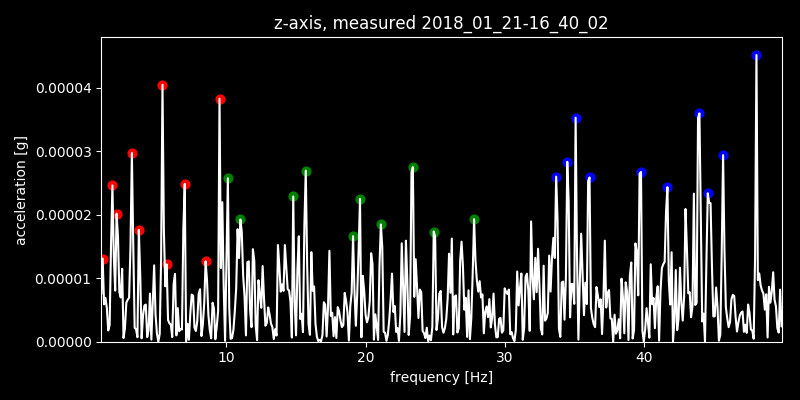 z-axis, measured 2018_01_21-16_40_02
acceleration [g]
0.00004
0.00003
0.00002
0.00001
0.00000
10 20 30 40
frequency [Hz]